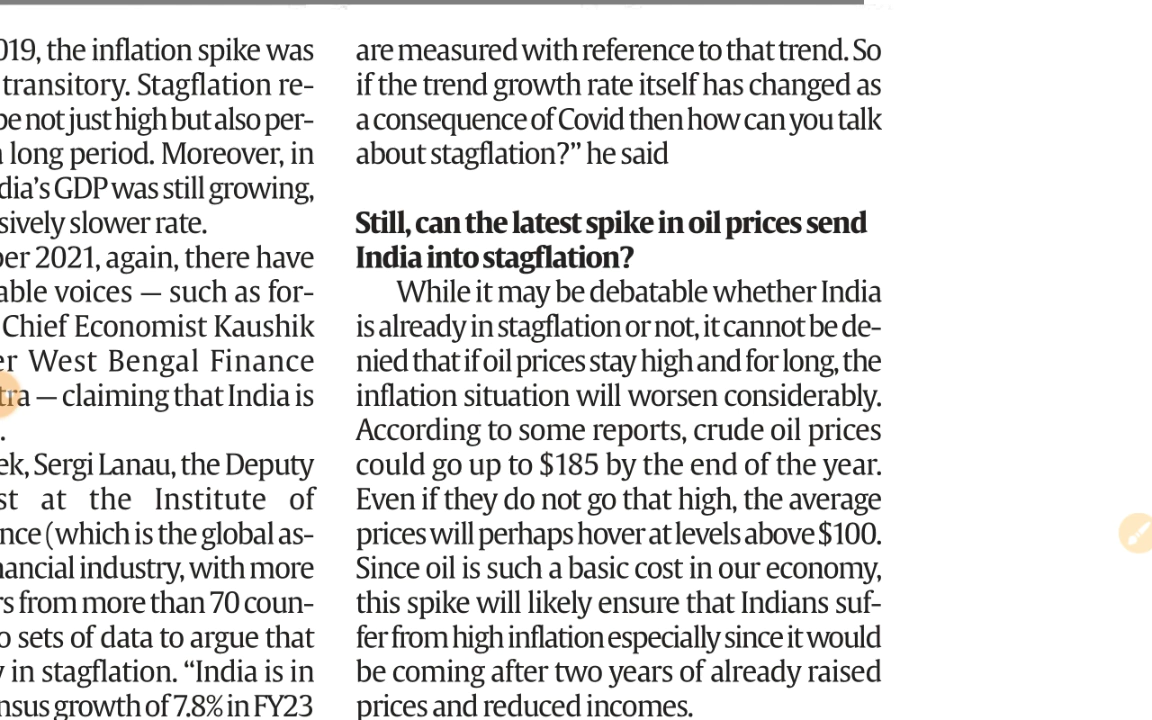 019, the inflation spike was
transitory. Stagflation re-
be not just high but also per-
long period. Moreover, in
dia's GDP was still growing,
sively slower rate.
ber 2021, again, there have
able voices — such as for-
Chief Economist Kaushik
er West Bengal Finance
tra — claiming that India is
.
ek, Sergi Lanau, the Deputy
st at the Institute of
nce (which is the global as-
nancial industry, with more
rs from more than 70 coun-
o sets of data to argue that
y in stagflation. “India is in
nsus growth of 7.8% in FY23
are measured with reference to that trend. So
if the trend growth rate itself has changed as
a consequence of Covid then how can you talk
about stagflation?” he said
Still, can the latest spike in oil prices send
India into stagflation?
While it may be debatable whether India
is already in stagflation or not, it cannot be de-
nied that if oil prices stay high and for long, the
inflation situation will worsen considerably.
According to some reports, crude oil prices
could go up to $185 by the end of the year.
Even if they do not go that high, the average
prices will perhaps hover at levels above $100.
Since oil is such a basic cost in our economy,
this spike will likely ensure that Indians suf-
fer from high inflation especially since it would
be coming after two years of already raised
prices and reduced incomes.